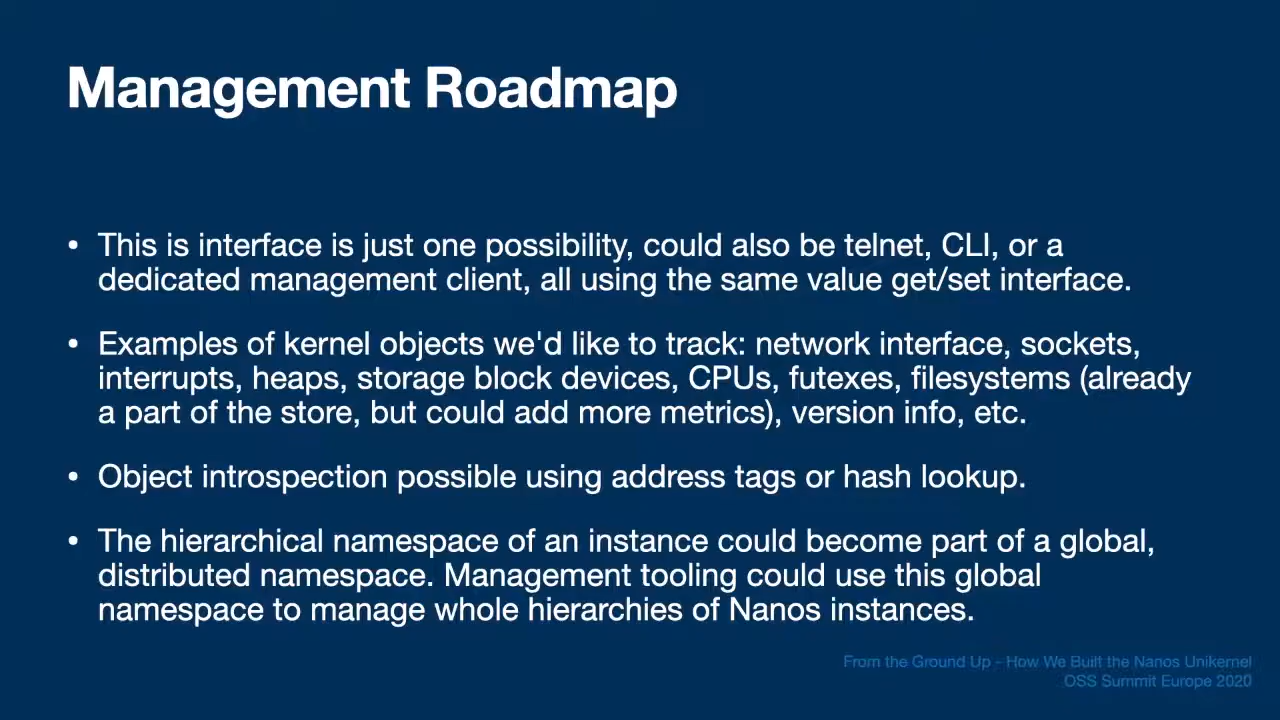 Management Roadmap
• This is interface is just one possibility, could also be telnet, CLI, or a
dedicated management client, all using the same value get/set interface.
• Examples of kernel objects we'd like to track: network interface, sockets,
interrupts, heaps, storage block devices, CPUs, futexes, filesystems (already
a part of the store, but could add more metrics), version info, etc.
• Object introspection possible using address tags or hash lookup.
• The hierarchical namespace of an instance could become part of a global,
distributed namespace. Management tooling could use this global
namespace to manage whole hierarchies of Nanos instances.
From the Ground Up - How We Built the Nanos Unikernel
OSS Summit Europe 2020